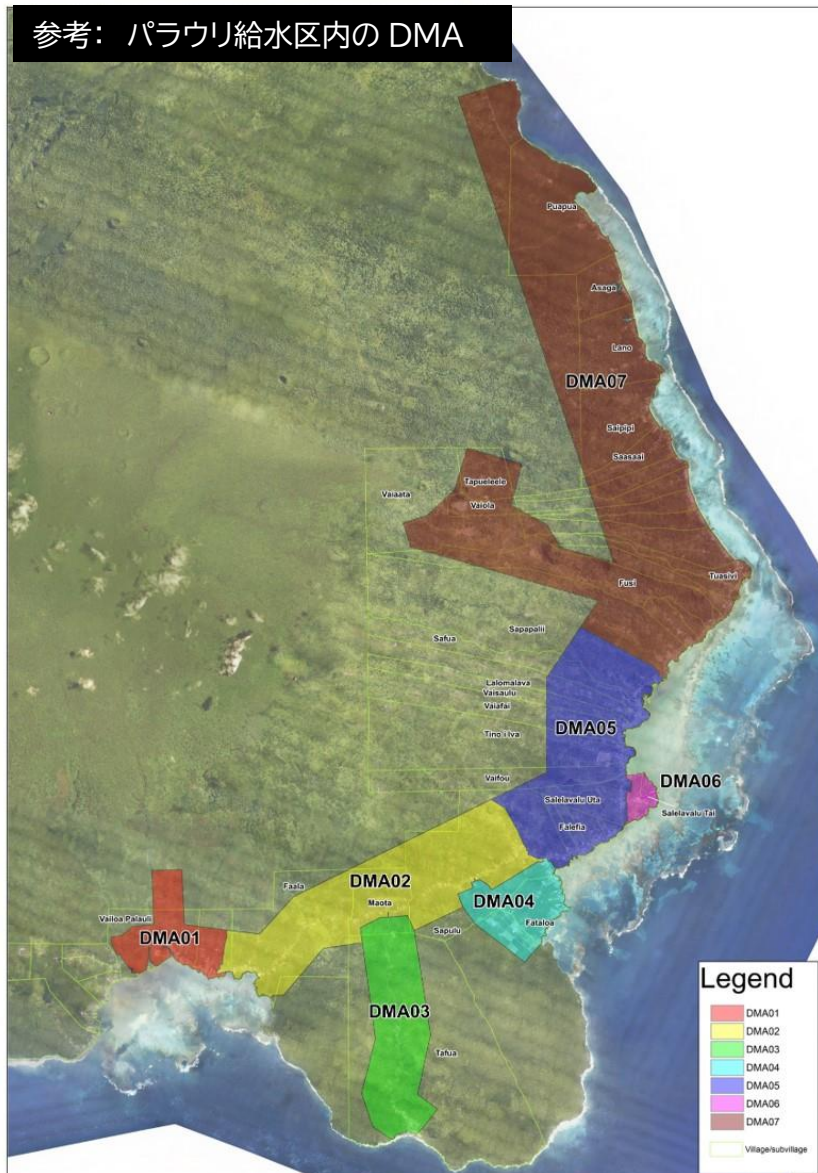 参考: パラウリ給水区内の DMA
Puapua
Asaga
Lano
DMA07
Saipipi
Saasaai
Tapueleele
Vaiaata
Vaiola
Fusi
Tuasivi
Sapapalii
Safua
Lalomalava
Vaisaulu
Vaiafai
DMA05
Tino i Iva
Vaifou
DMA06
Salelavalu Uta
Salelavalu Tai
Falefia
DMA02
Faala
Maota
DMA04
Vailoa Palauli
Fataloa
Sapulu
DMA01
DMA03
Tafua
Legend
DMA01
DMA02
DMA03
DMA04
DMA05
DMA06
DMA07
Village/subvillage